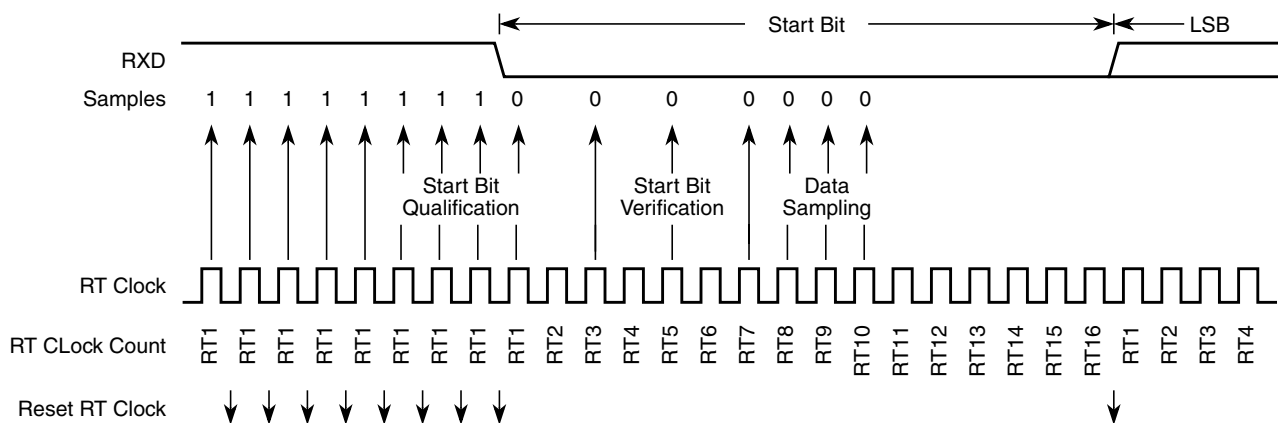 Start Bit LSB
RXD
Samples 1 1 1 1 1 1 1 1 0 0 0 0 0 0 0
Start Bit Qualification
Start Bit Verification
Data Sampling
RT Clock
RT CLock Count RT1 RT1 RT1 RT1 RT1 RT1 RT1 RT1 RT1 RT2 RT3 RT4 RT5 RT6 RT7 RT8 RT9 RT10 RT11 RT12 RT13 RT14 RT15 RT16 RT1 RT2 RT3 RT4
Reset RT Clock